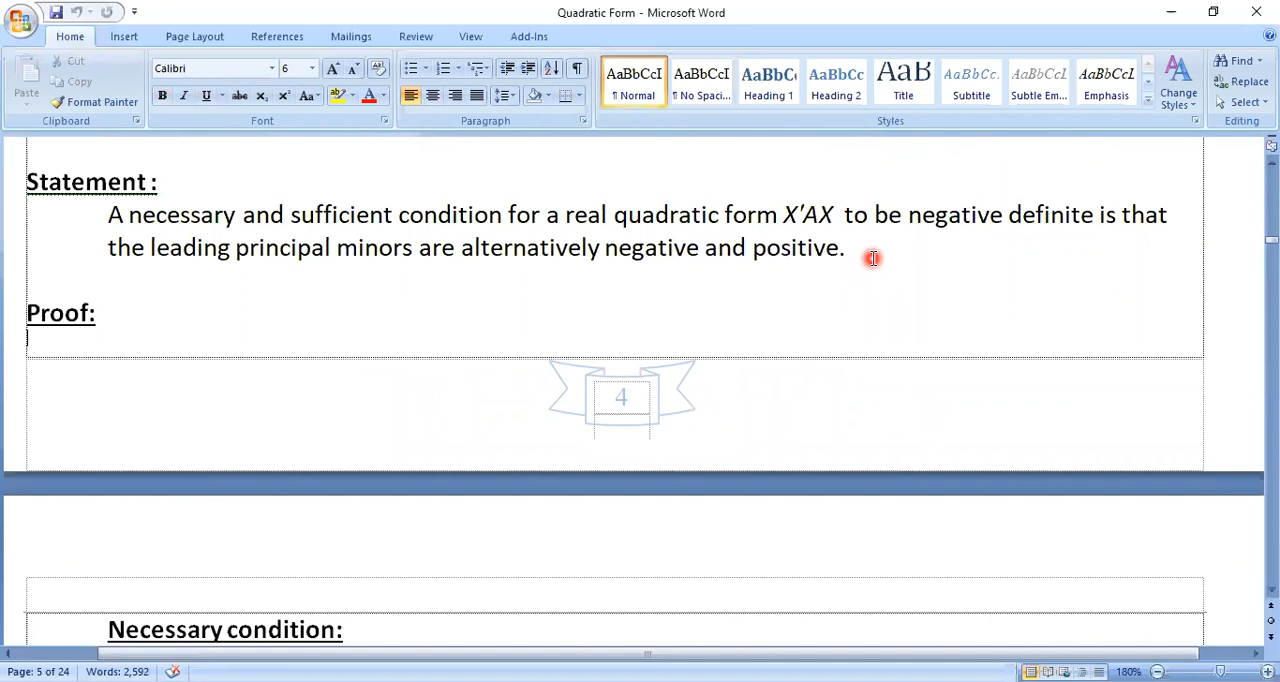 Quadratic Form - Microsoft Word
Home Insert Page Layout References Mailings Review View Add-Ins
Cut
Copy
Paste
Format Painter
Clipboard
Calibri 6
Font
Paragraph
AaBbCcI AaBbCcI AaBbC AaBbCc AaB AaBbCc. AaBbCcI AaBbCcL
¶ Normal ¶ No Spaci... Heading 1 Heading 2 Title Subtitle Subtle Em... Emphasis
Change
Styles
Styles
Find
Replace
Select
Editing
Statement :
A necessary and sufficient condition for a real quadratic form X'AX to be negative definite is that
the leading principal minors are alternatively negative and positive.
Proof:
4
Necessary condition:
Page: 5 of 24 Words: 2,592 180%